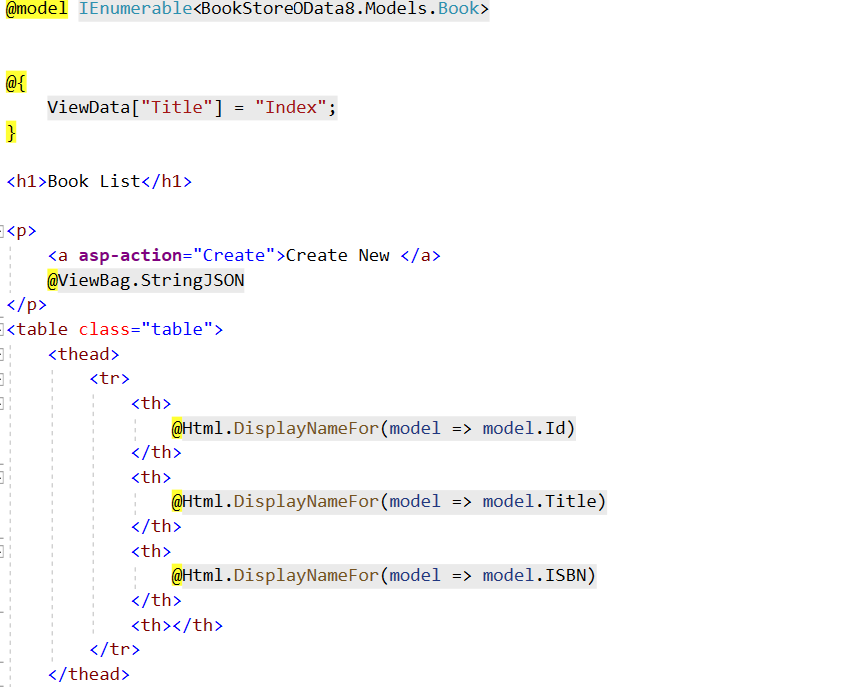 @model IEnumerable<BookStoreOData8.Models.Book>
@{
ViewData["Title"] = "Index";
}
<h1>Book List</h1>
<p>
<a asp-action="Create">Create New </a>
@ViewBag.StringJSON
</p>
<table class="table">
<thead>
<tr>
<th>
@Html.DisplayNameFor(model => model.Id)
</th>
<th>
@Html.DisplayNameFor(model => model.Title)
</th>
<th>
@Html.DisplayNameFor(model => model.ISBN)
</th>
<th></th>
</tr>
</thead>